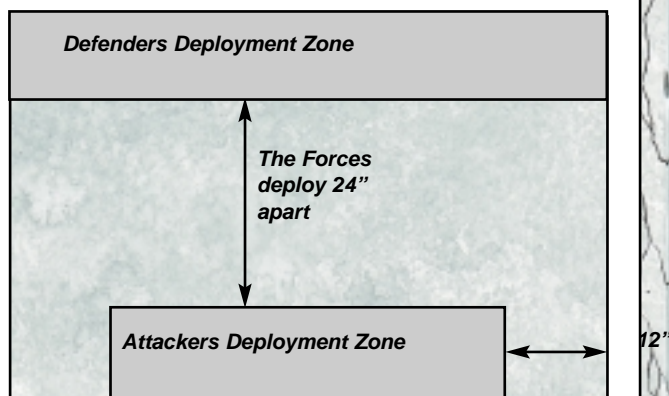 Defenders Deployment Zone
The Forces
deploy 24”
apart
Attackers Deployment Zone
12”